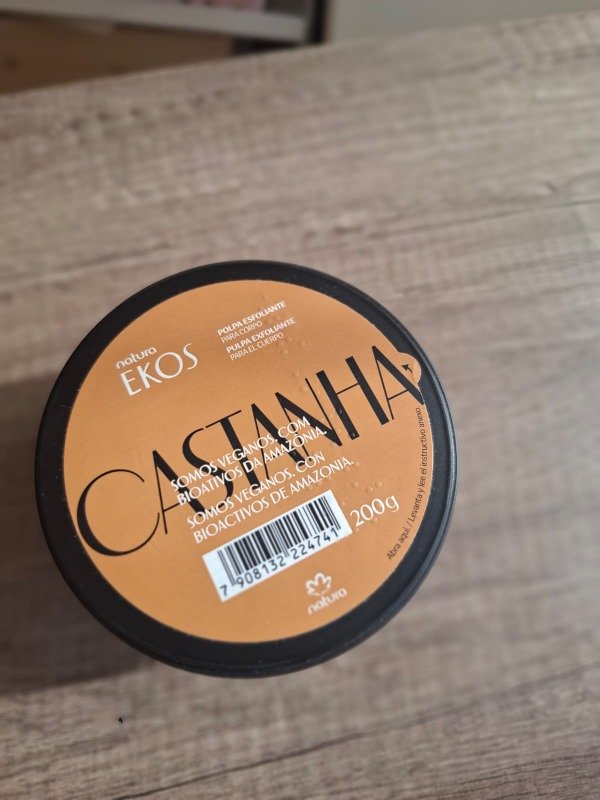 natura
EKOS
POLPA ESFOLIANTE
PARA CORPO
PULPA EXFOLIANTE
PARA EL CUERPO
CASTANHA
SOMOS VEGANOS. COM
BIOATIVOS DA AMAZÔNIA.
SOMOS VEGANOS. CON
BIOACTIVOS DE AMAZONIA.
200g
7 908132 224741
natura
Abra aqui. / Levanta y lee el instructivo anexo.